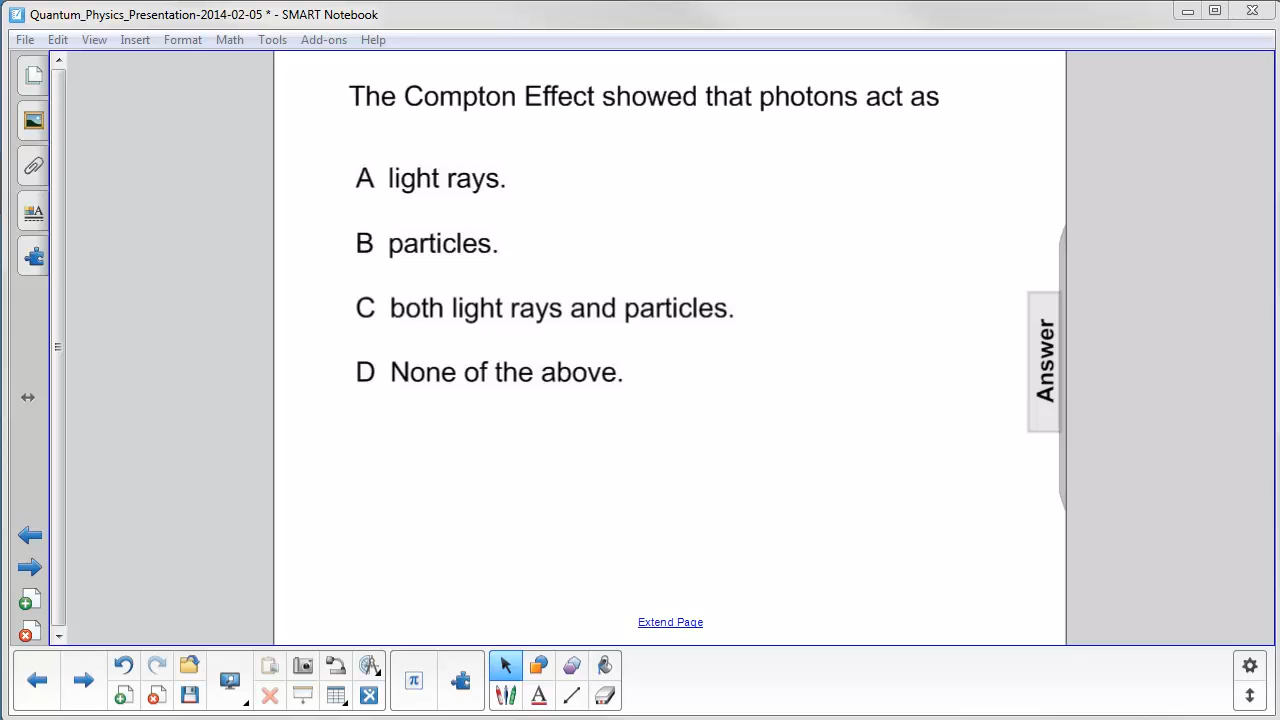 Quantum_Physics_Presentation-2014-02-05 * - SMART Notebook
File Edit View Insert Format Math Tools Add-ons Help
The Compton Effect showed that photons act as
A light rays.
B particles.
C both light rays and particles.
D None of the above.
Answer
Extend Page
π
A